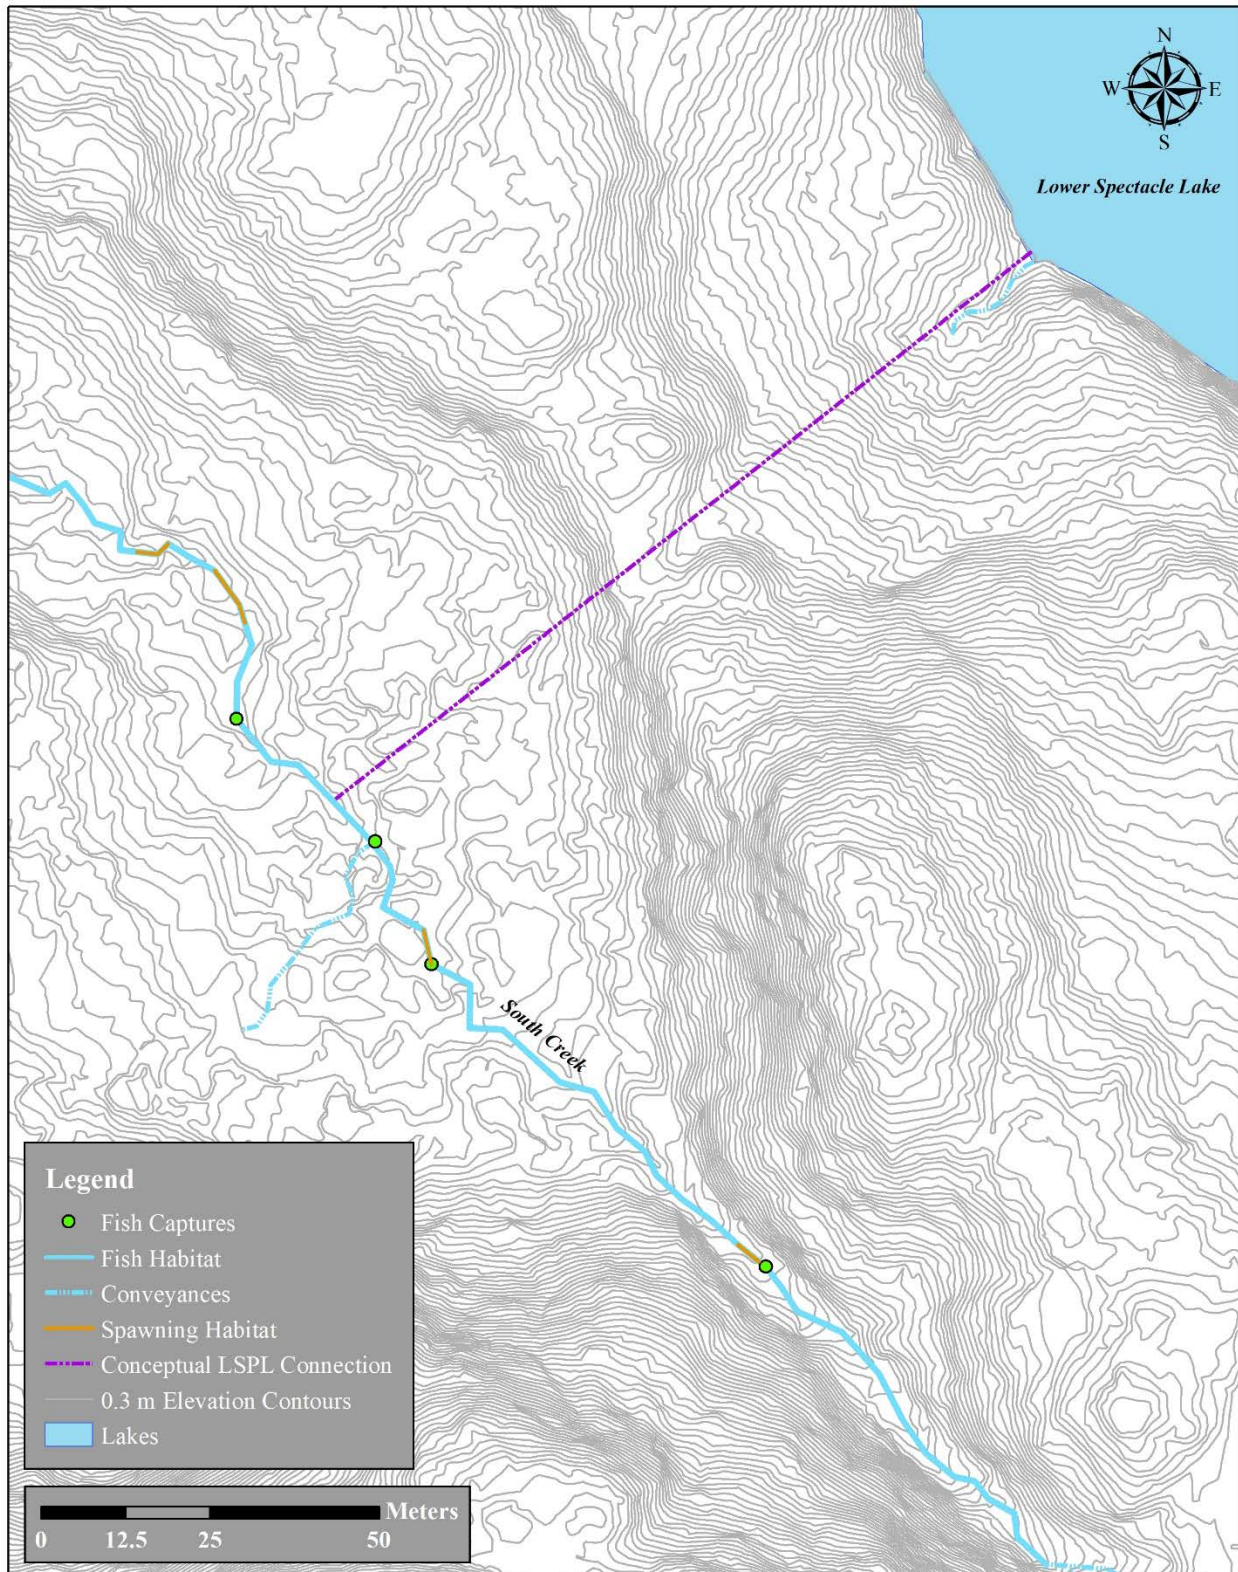 N
W E
S
Lower Spectacle Lake
South Creek
Legend
Fish Captures
Fish Habitat
Conveyances
Spawning Habitat
Conceptual LSPL Connection
0.3 m Elevation Contours
Lakes
Meters
0 12.5 25 50